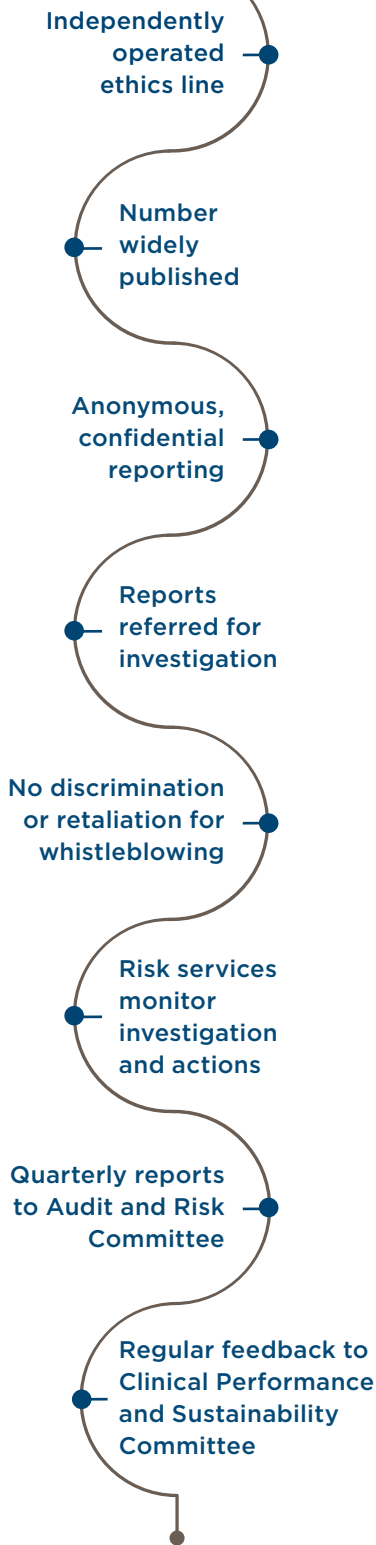 Independently
operated
ethics line
Number
widely
published
Anonymous,
confidential
reporting
Reports
referred for
investigation
No discrimination
or retaliation for
whistleblowing
Risk services
monitor
investigation
and actions
Quarterly reports
to Audit and Risk
Committee
Regular feedback to
Clinical Performance
and Sustainability
Committee